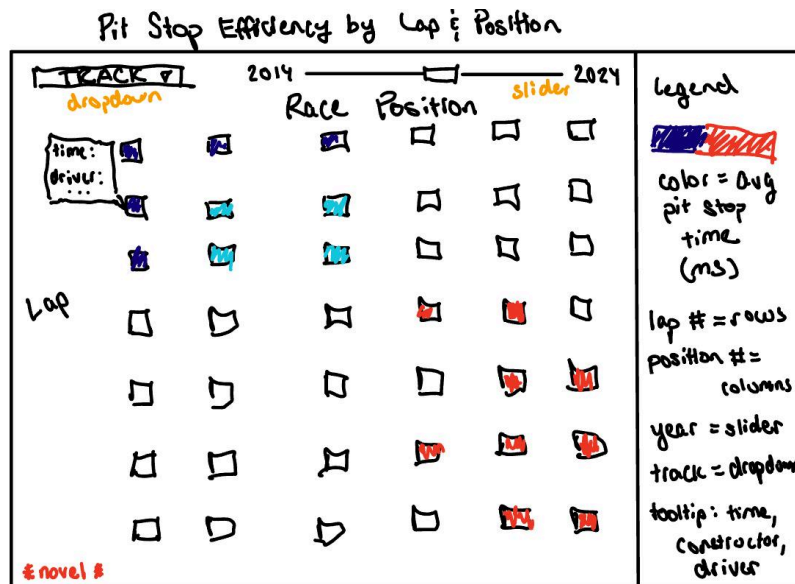 Pit Stop Efficiency by Lap & Position
TRACK ▽
dropdown
2014
2024
slider
Race Position
time:
driver:
...
Lap
*novel*
legend
color = avg
pit stop
time
(ms)
lap # = rows
position # =
columns
year = slider
track = dropdown
tooltip: time,
constructor,
driver